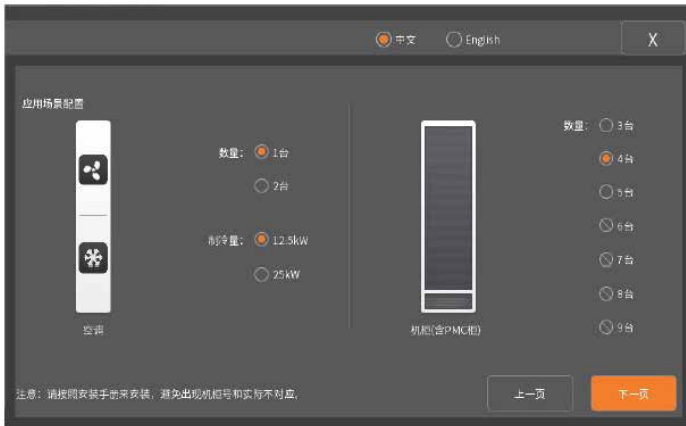 中文
English
X
应用场景配置
数量：
1台
2台
制冷量：
12.5kW
25kW
空调
数量：
3台
4台
5台
6台
7台
8台
9台
机柜(含PMC柜)
注意：请按照安装手册来安装，避免出现机柜号和实际不对应。
上一页
下一页